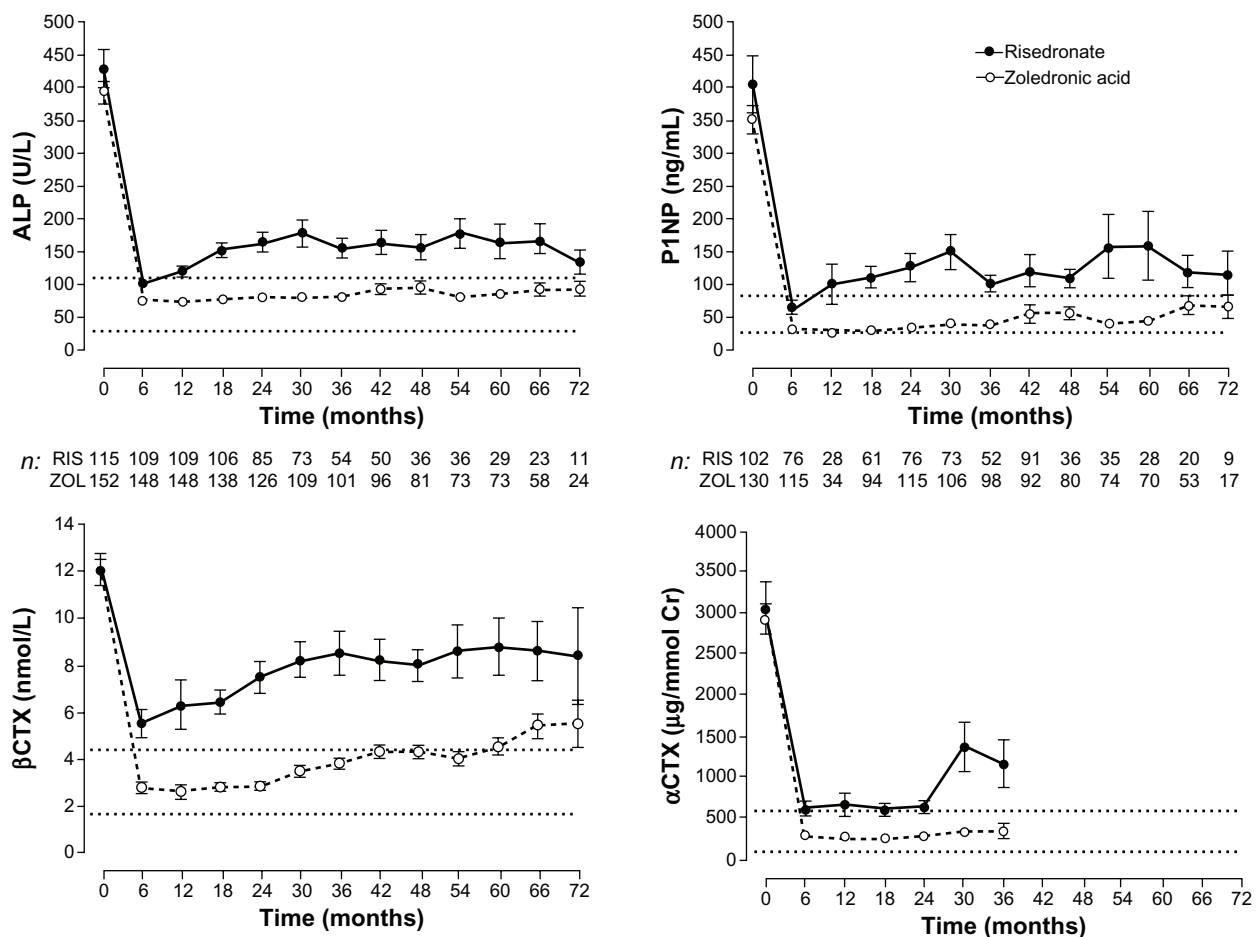 ALP (U/L)
500
450
400
350
300
250
200
150
100
50
0
0 6 12 18 24 30 36 42 48 54 60 66 72
Time (months)
P1NP (ng/mL)
500
450
400
350
300
250
200
150
100
50
0
Risedronate
Zoledronic acid
0 6 12 18 24 30 36 42 48 54 60 66 72
Time (months)
n: RIS 115 109 109 106 85 73 54 50 36 36 29 23 11
ZOL 152 148 148 138 126 109 101 96 81 73 73 58 24
n: RIS 102 76 28 61 76 73 52 91 36 35 28 20 9
ZOL 130 115 34 94 115 106 98 92 80 74 70 53 17
βCTX (nmol/L)
14
12
10
8
6
4
2
0
0 6 12 18 24 30 36 42 48 54 60 66 72
Time (months)
αCTX (μg/mmol Cr)
4000
3500
3000
2500
2000
1500
1000
500
0
0 6 12 18 24 30 36 42 54 60 66 72
Time (months)